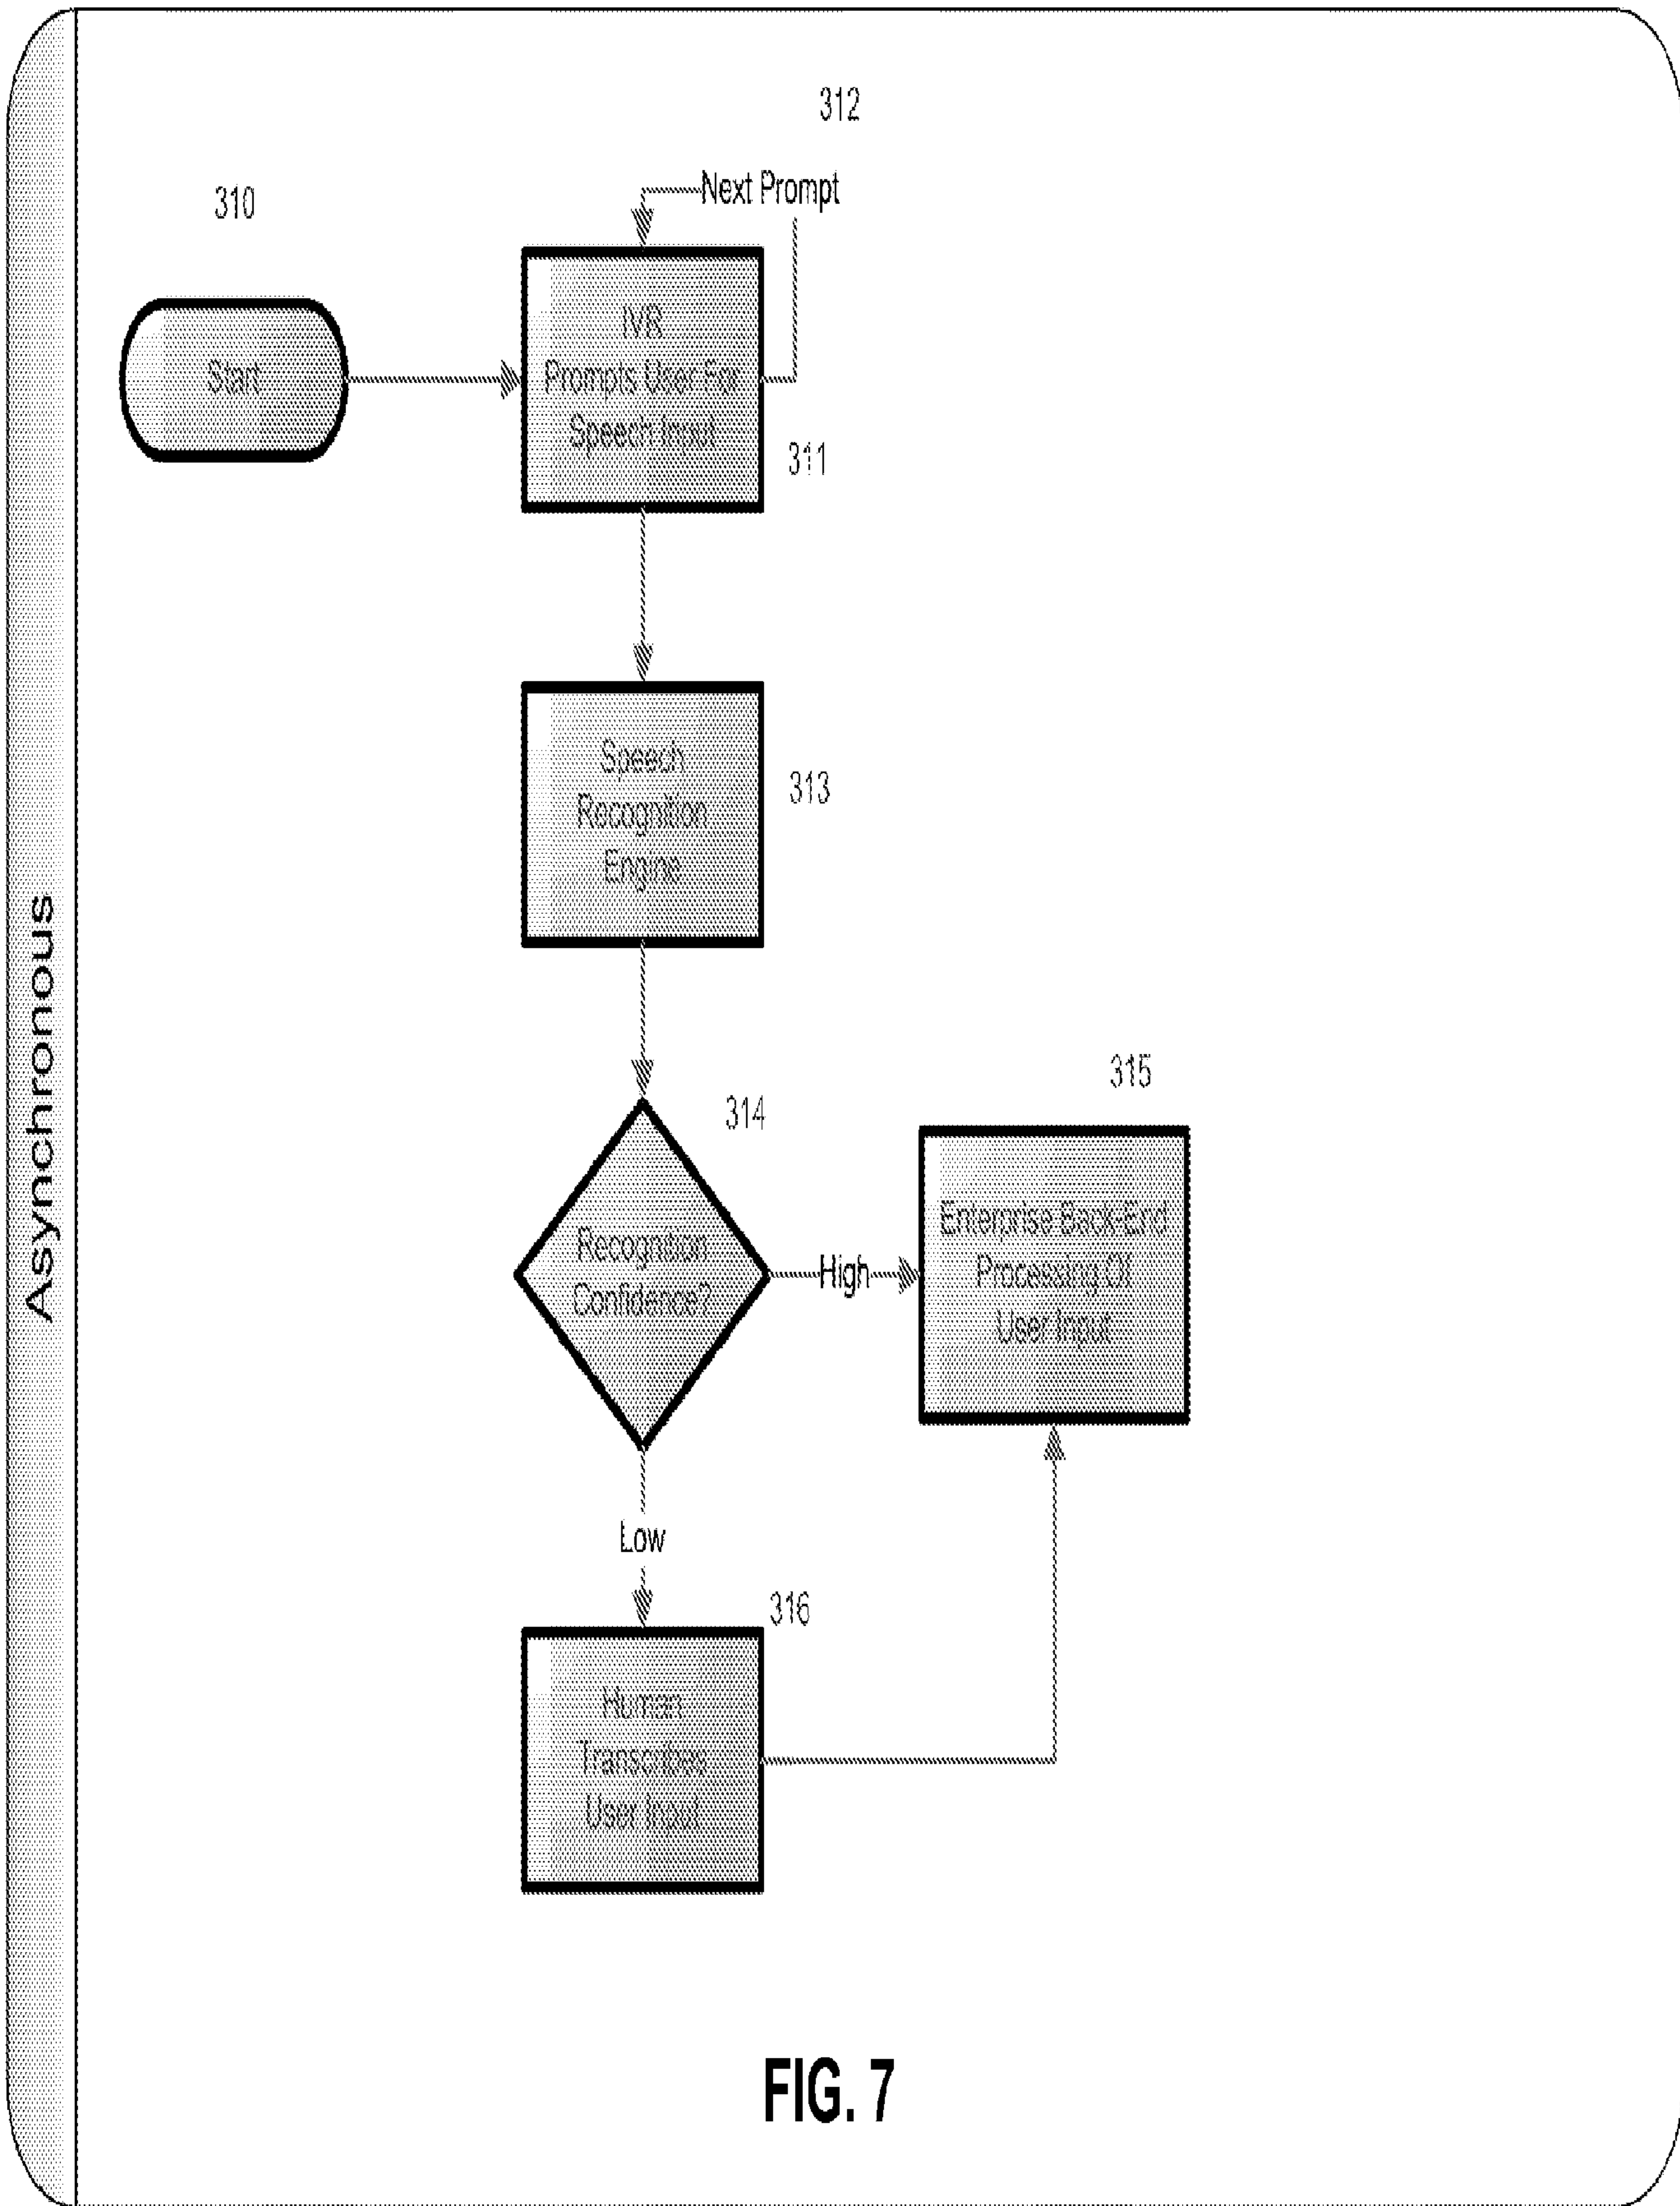 Asynchronous
312
310
Next Prompt
Start
IVR
Prompts User For
Speech Input
311
Speech
Recognition
Engine
313
315
314
Recognition
Confidence?
High
Enterprise Back-End
Processing Of
User Input
Low
316
Human
Transcribes
User Input
FIG. 7